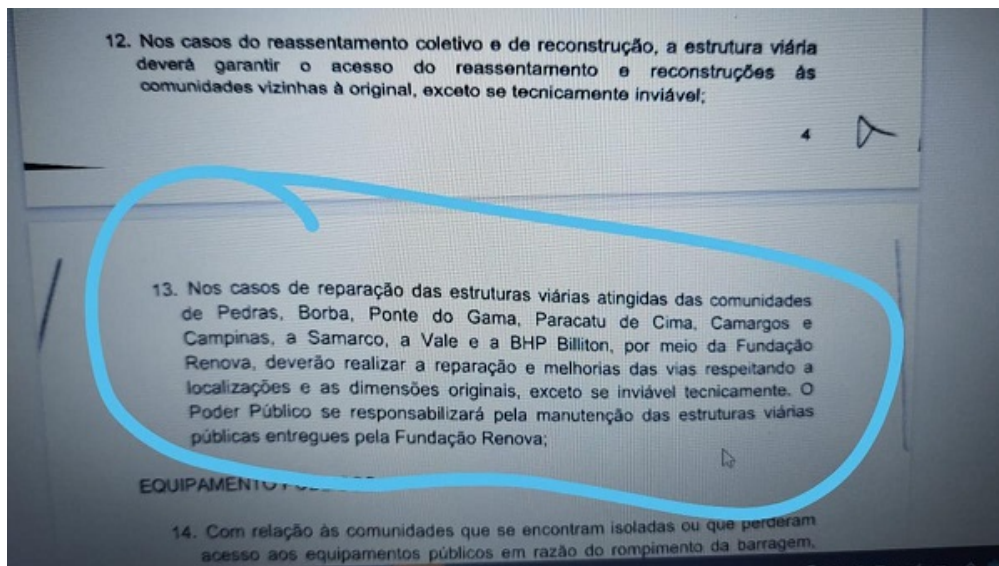 12. Nos casos do reassentamento coletivo e de reconstrução, a estrutura viária
deverá garantir o acesso do reassentamento e reconstruções às
comunidades vizinhas à original, exceto se tecnicamente inviável;
4
13. Nos casos de reparação das estruturas viárias atingidas das comunidades
de Pedras, Borba, Ponte do Gama, Paracatu de Cima, Camargos e
Campinas, a Samarco, a Vale e a BHP Billiton, por meio da Fundação
Renova, deverão realizar a reparação e melhorias das vias respeitando a
localizações e as dimensões originais, exceto se inviável tecnicamente. O
Poder Público se responsabilizará pela manutenção das estruturas viárias
públicas entregues pela Fundação Renova;
14. Com relação às comunidades que se encontram isoladas ou que perderam
acesso aos equipamentos públicos em razão do rompimento da barragem,